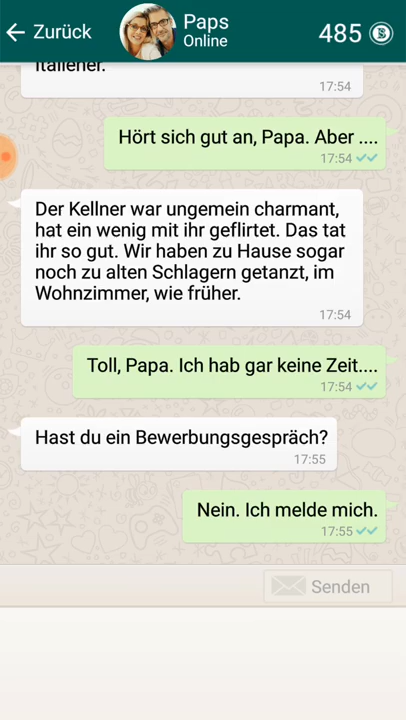 Zurück
Paps
Online
485
Italiener.
17:54
Hört sich gut an, Papa. Aber ....
17:54
Der Kellner war ungemein charmant,
hat ein wenig mit ihr geflirtet. Das tat
ihr so gut. Wir haben zu Hause sogar
noch zu alten Schlagern getanzt, im
Wohnzimmer, wie früher.
17:54
Toll, Papa. Ich hab gar keine Zeit....
17:54
Hast du ein Bewerbungsgespräch?
17:55
Nein. Ich melde mich.
17:55
Senden